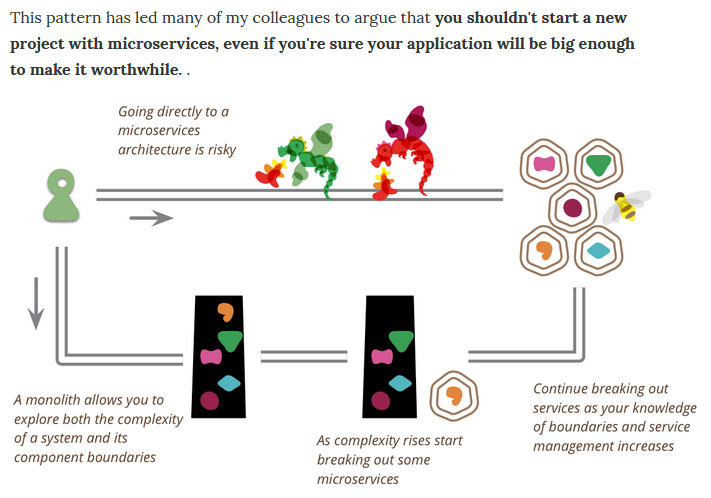 This pattern has led many of my colleagues to argue that you shouldn't start a new
project with microservices, even if you're sure your application will be big enough
to make it worthwhile. .
Going directly to a
microservices
architecture is risky
A monolith allows you to
explore both the complexity
of a system and its
component boundaries
As complexity rises start
breaking out some
microservices
Continue breaking out
services as your knowledge
of boundaries and service
management increases